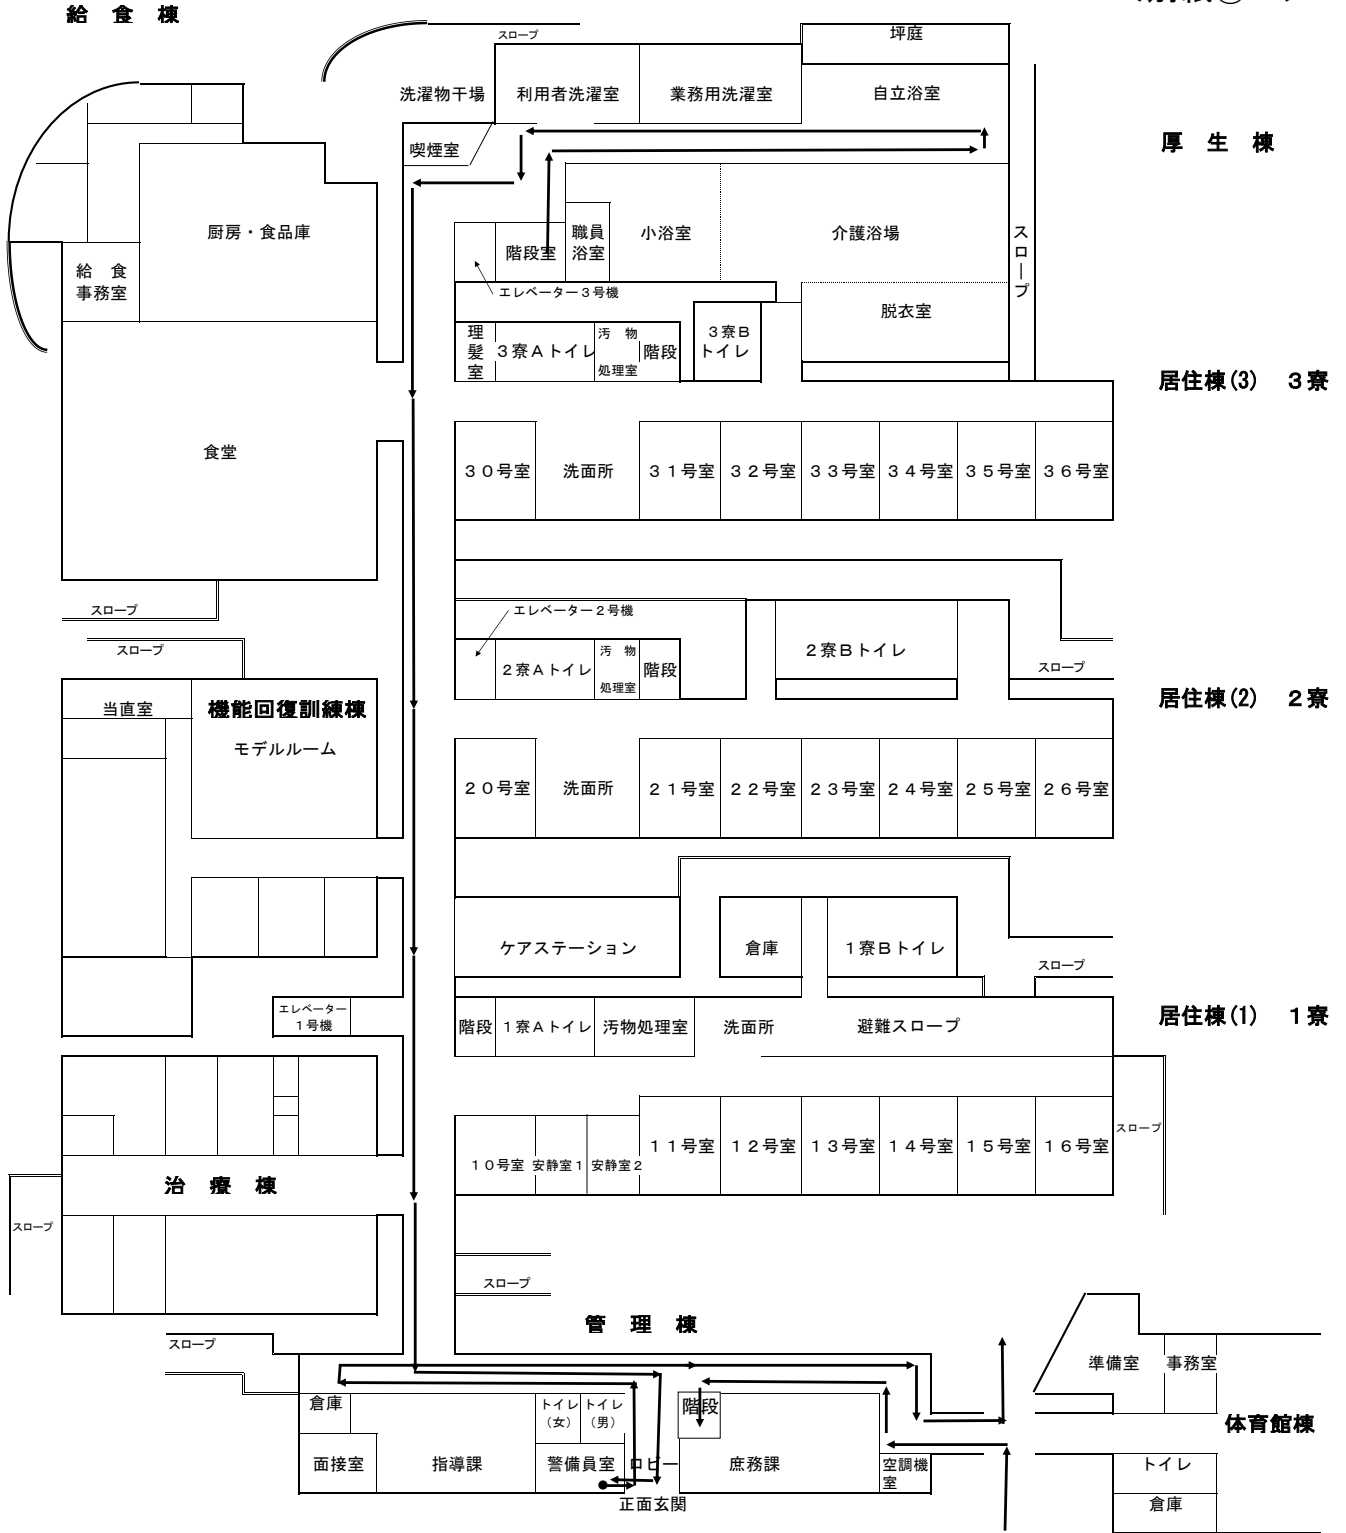 給　食　棟
スロープ
坪庭
洗濯物干場
利用者洗濯室
業務用洗濯室
自立浴室
喫煙室
厚　生　棟
厨房・食品庫
階段室
職員
浴室
小浴室
介護浴場
スロープ
給　食
事務室
エレベーター３号機
脱衣室
理髪室
３寮Ａトイレ
汚　物
処理室
階段
３寮Ｂ
トイレ
居住棟(3)　３寮
食堂
３０号室
洗面所
３１号室
３２号室
３３号室
３４号室
３５号室
３６号室
スロープ
エレベーター２号機
スロープ
２寮Ａトイレ
汚　物
処理室
階段
２寮Ｂトイレ
スロープ
当直室
機能回復訓練棟
モデルルーム
居住棟(2)　２寮
２０号室
洗面所
２１号室
２２号室
２３号室
２４号室
２５号室
２６号室
ケアステーション
倉庫
１寮Ｂトイレ
スロープ
エレベーター
１号機
階段
１寮Ａトイレ
汚物処理室
洗面所
避難スロープ
居住棟(1)　１寮
１０号室
安静室１
安静室２
１１号室
１２号室
１３号室
１４号室
１５号室
１６号室
スロープ
治　療　棟
スロープ
スロープ
管　理　棟
スロープ
準備室
事務室
倉庫
トイレ
（女）
トイレ
（男）
階段
体育館棟
面接室
指導課
警備員室
ロビー
庶務課
空調機
室
トイレ
正面玄関
倉庫